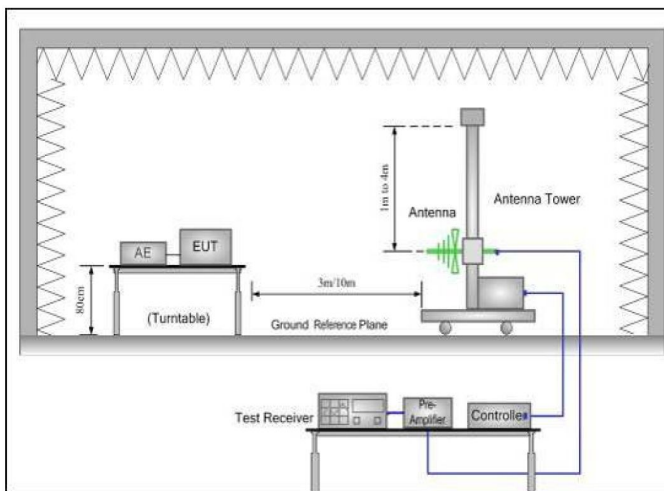 1m to 4m
Antenna
Antenna Tower
AE
EUT
80cm
(Turntable)
3m/10m
Ground Reference Plane
Test Receiver
Pre-
Amplifier
Controlle